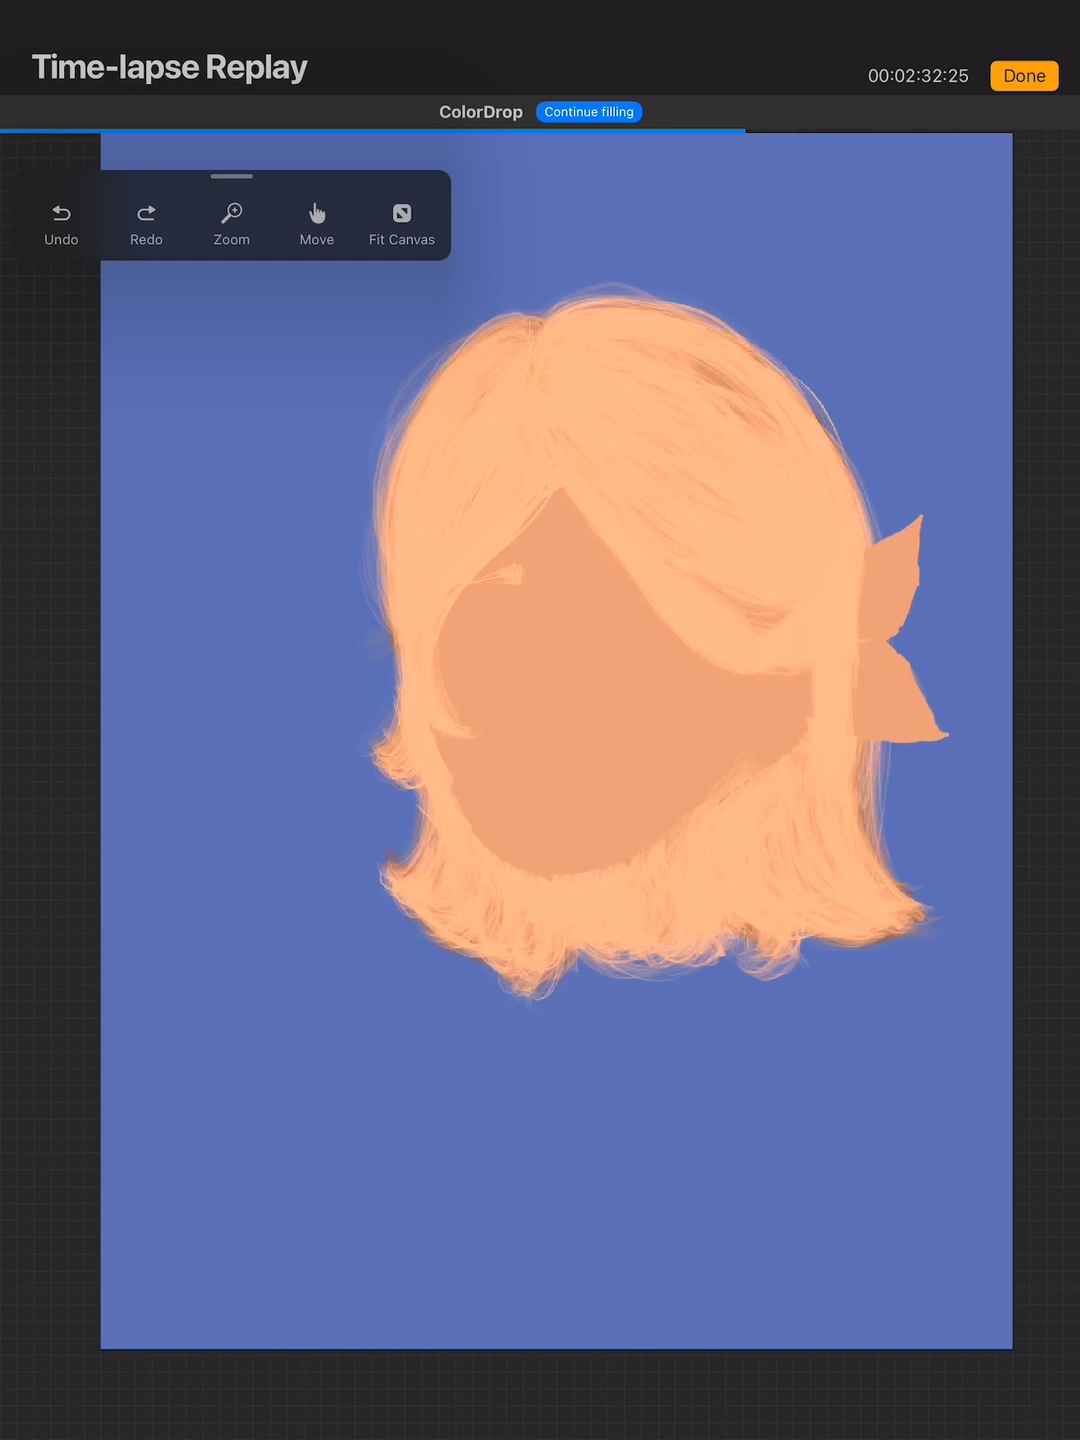 Time-lapse Replay
00:02:32:25
Done
ColorDrop
Continue filling
Undo
Redo
Zoom
Move
Fit Canvas